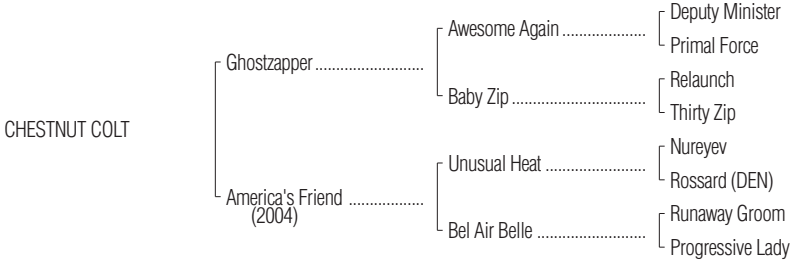 Deputy Minister
Awesome Again ....................
Primal Force
Ghostzapper ..........................
Relaunch
Baby Zip ................................
Thirty Zip
CHESTNUT COLT
Nureyev
Unusual Heat ........................
Rossard (DEN)
America's Friend ..................
(2004)
Runaway Groom
Bel Air Belle ..........................
Progressive Lady